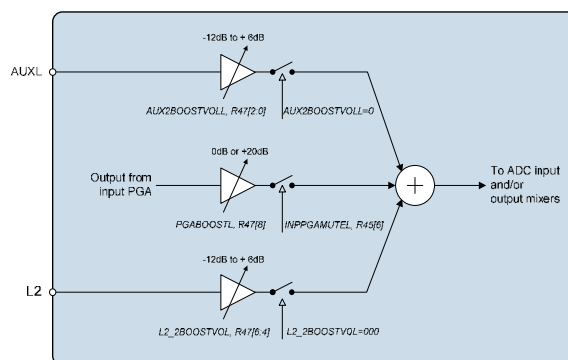 -12dB to + 6dB
AUXL
AUX2BOOSTVOLL, R47[2:0]
AUX2BOOSTVOLL=0
0dB or +20dB
Output from
input PGA
To ADC input
and/or
output mixers
PGABOOSTL, R47[8]
INPPGAMUTEL, R45[6]
-12dB to + 6dB
L2
L2_2BOOSTVOL, R47[6:4]
L2_2BOOSTVOL=000